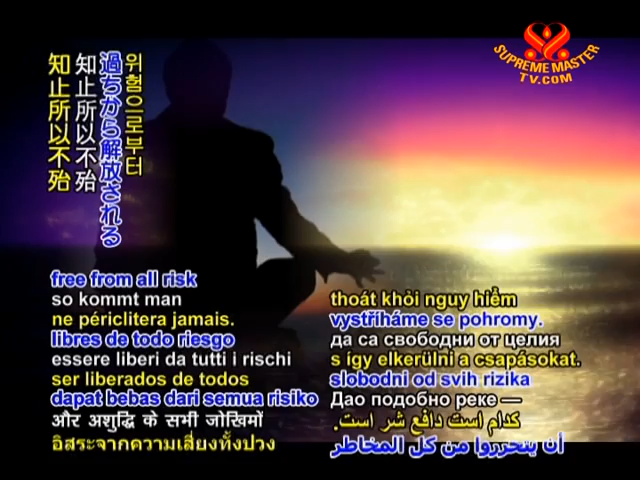 SUPREME MASTER
TV.COM
위험으로부터
過ちから解放される
知止所以不殆
知止所以不殆
free from all risk
so kommt man
ne périclitera jamais.
libres de todo riesgo
essere liberi da tutti i rischi
ser liberados de todos
dapat bebas dari semua risiko
और अशुद्धि के सभी जोखिमों
อิสระจากความเสี่ยงทั้งปวง
thoát khỏi nguy hiểm
vystříháme se pohromy.
да са свободни от целия
s így elkerülni a csapásokat.
slobodni od svih rizika
Дао подобно реке —
كدام است دافع شر است.
أن يتحرروا من كل المخاطر